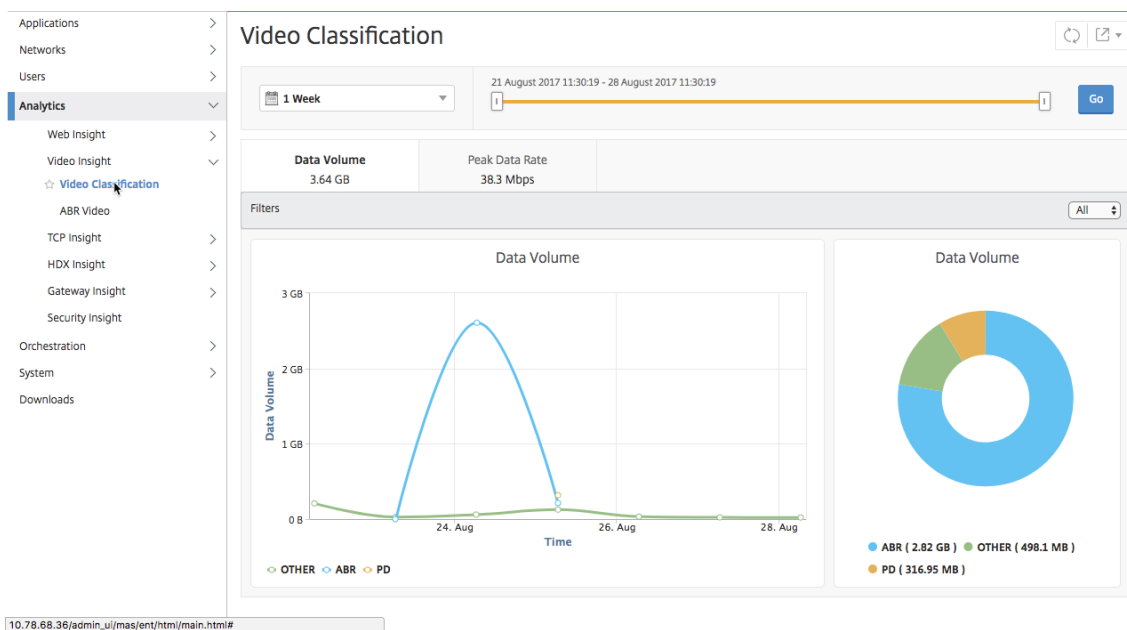 Applications
Networks
Users
Analytics
Web Insight
Video Insight
Video Classification
ABR Video
TCP Insight
HDX Insight
Gateway Insight
Security Insight
Orchestration
System
Downloads
Video Classification
1 Week
21 August 2017 11:30:19 - 28 August 2017 11:30:19
Go
Data Volume
3.64 GB
Peak Data Rate
38.3 Mbps
Filters
All
Data Volume
3 GB
2 GB
1 GB
0 B
Data Volume
24. Aug
26. Aug
28. Aug
Time
OTHER ABR PD
Data Volume
ABR ( 2.82 GB ) OTHER ( 498.1 MB )
PD ( 316.95 MB )
10.78.68.36/admin_ui/mas/ent/html/main.html#